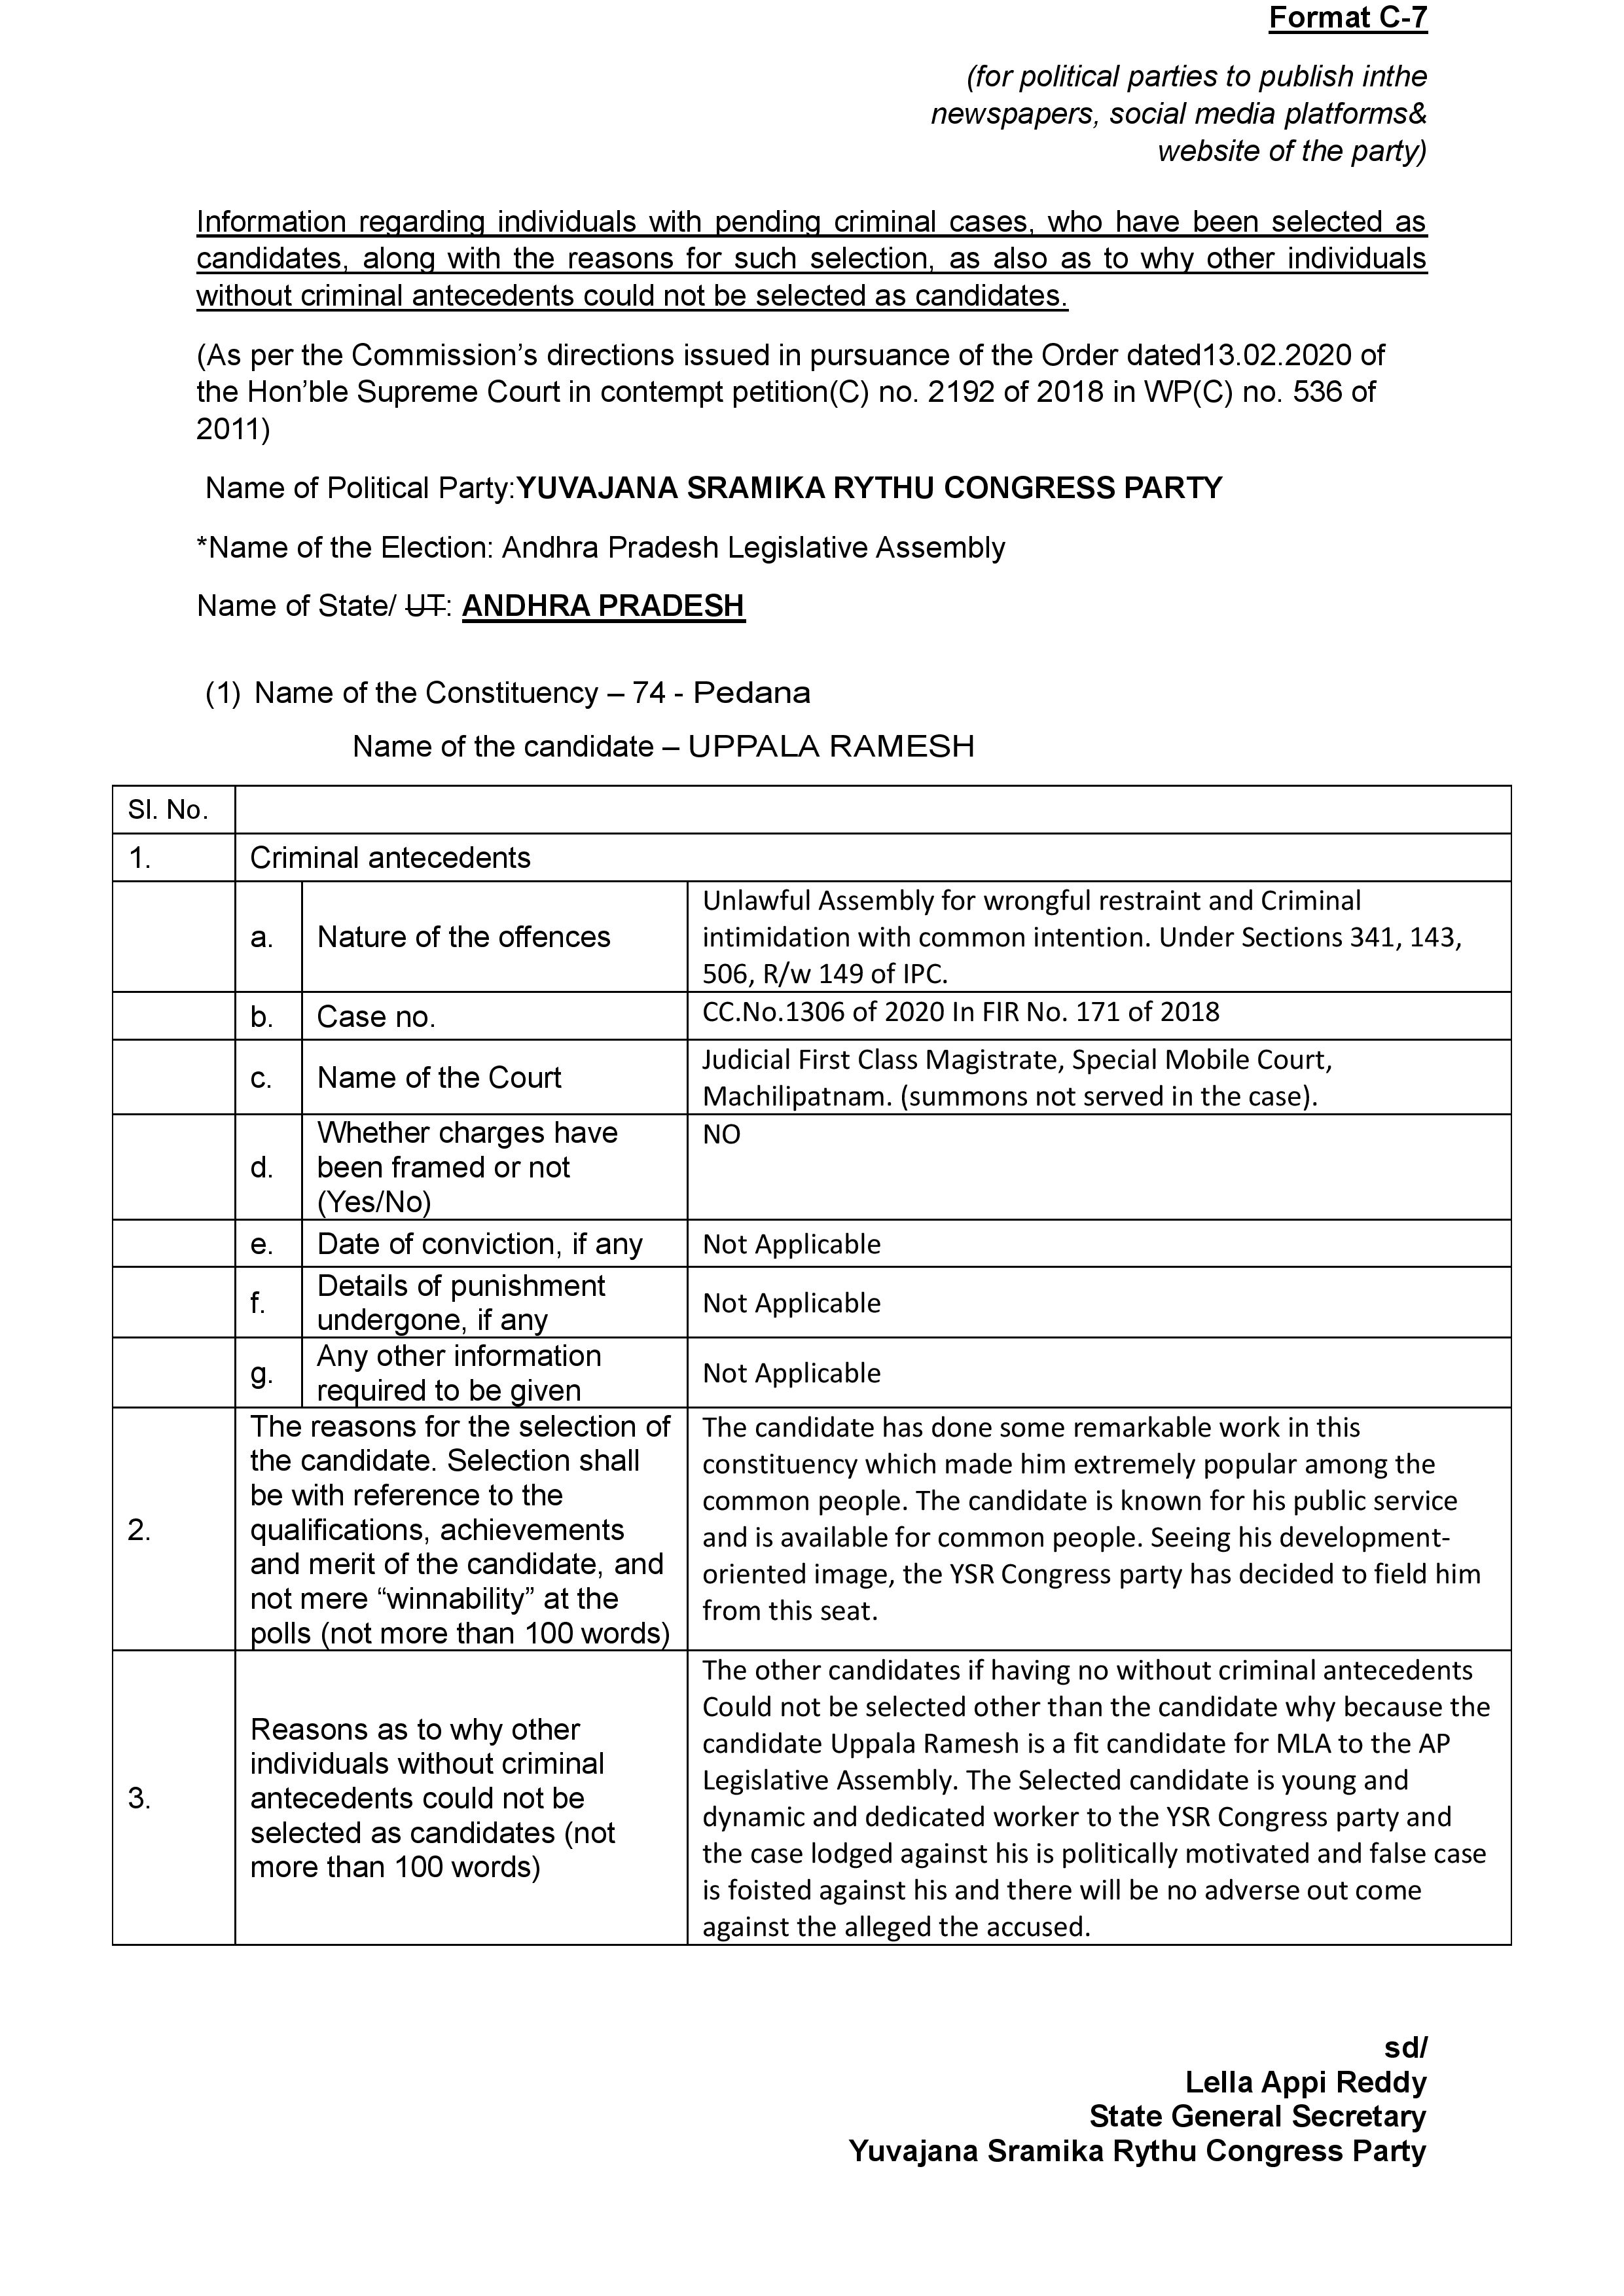 Format C-7
(for political parties to publish inthe
newspapers, social media platforms&
website of the party)
Information regarding individuals with pending criminal cases, who have been selected as
candidates, along with the reasons for such selection, as also as to why other individuals
without criminal antecedents could not be selected as candidates.
(As per the Commission’s directions issued in pursuance of the Order dated13.02.2020 of
the Hon’ble Supreme Court in contempt petition(C) no. 2192 of 2018 in WP(C) no. 536 of
2011)
Name of Political Party:YUVAJANA SRAMIKA RYTHU CONGRESS PARTY
*Name of the Election: Andhra Pradesh Legislative Assembly
Name of State/ UT: ANDHRA PRADESH
(1) Name of the Constituency – 74 - Pedana
Name of the candidate – UPPALA RAMESH
Sl. No.
1. Criminal antecedents
a. Nature of the offences
Unlawful Assembly for wrongful restraint and Criminal
intimidation with common intention. Under Sections 341, 143,
506, R/w 149 of IPC.
b. Case no.
CC.No.1306 of 2020 In FIR No. 171 of 2018
c. Name of the Court
Judicial First Class Magistrate, Special Mobile Court,
Machilipatnam. (summons not served in the case).
d.
Whether charges have
been framed or not
(Yes/No)
NO
e. Date of conviction, if any
Not Applicable
f.
Details of punishment
undergone, if any
Not Applicable
g.
Any other information
required to be given
Not Applicable
2.
The reasons for the selection of
the candidate. Selection shall
be with reference to the
qualifications, achievements
and merit of the candidate, and
not mere “winnability” at the
polls (not more than 100 words)
The candidate has done some remarkable work in this
constituency which made him extremely popular among the
common people. The candidate is known for his public service
and is available for common people. Seeing his development-
oriented image, the YSR Congress party has decided to field him
from this seat.
3.
Reasons as to why other
individuals without criminal
antecedents could not be
selected as candidates (not
more than 100 words)
The other candidates if having no without criminal antecedents
Could not be selected other than the candidate why because the
candidate Uppala Ramesh is a fit candidate for MLA to the AP
Legislative Assembly. The Selected candidate is young and
dynamic and dedicated worker to the YSR Congress party and
the case lodged against his is politically motivated and false case
is foisted against his and there will be no adverse out come
against the alleged the accused.
sd/
Lella Appi Reddy
State General Secretary
Yuvajana Sramika Rythu Congress Party